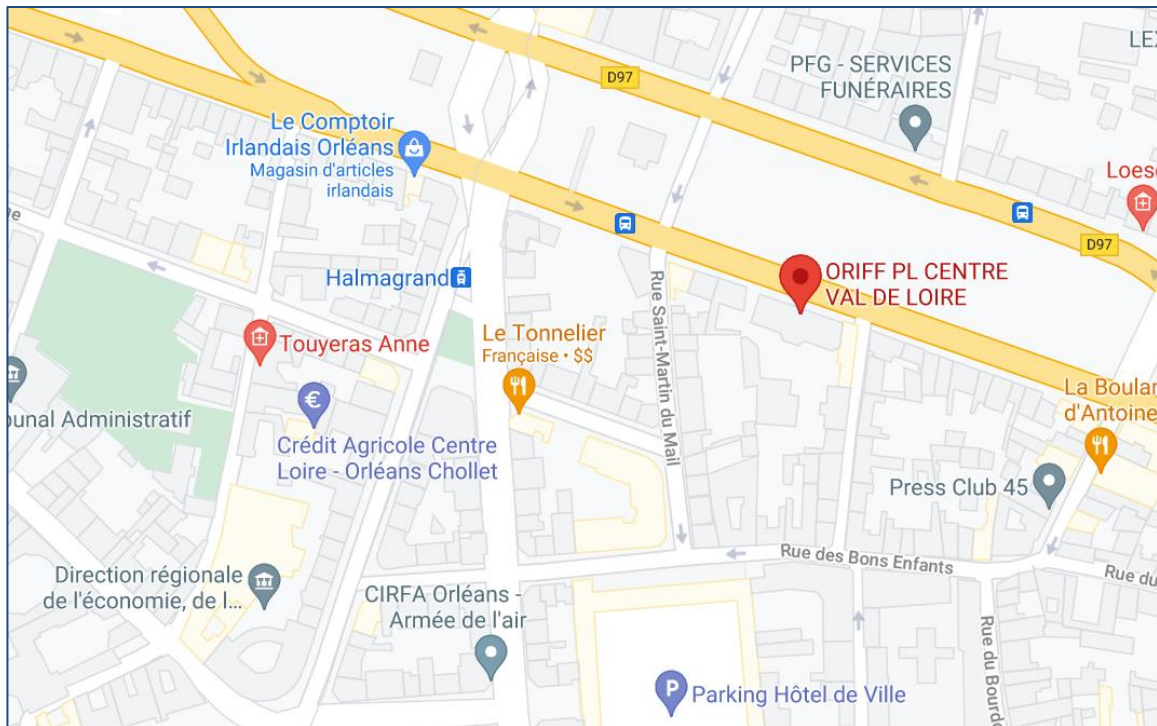 LEX
D97
PFG - SERVICES
FUNÉRAIRES
Le Comptoir
Irlandais Orléans
Magasin d'articles
irlandais
Loeso
D97
ORIFF PL CENTRE
VAL DE LOIRE
Halmagrand
Rue Saint-Martin du Mail
Le Tonnelier
Française • $$
Touyeras Anne
La Boular
d'Antoine
€
Crédit Agricole Centre
Loire - Orléans Chollet
bunal Administratif
Press Club 45
Rue des Bons Enfants
Rue du
Direction régionale
de l'économie, de l...
CIRFA Orléans -
Armée de l'air
Rue du Bourdo
P
Parking Hôtel de Ville